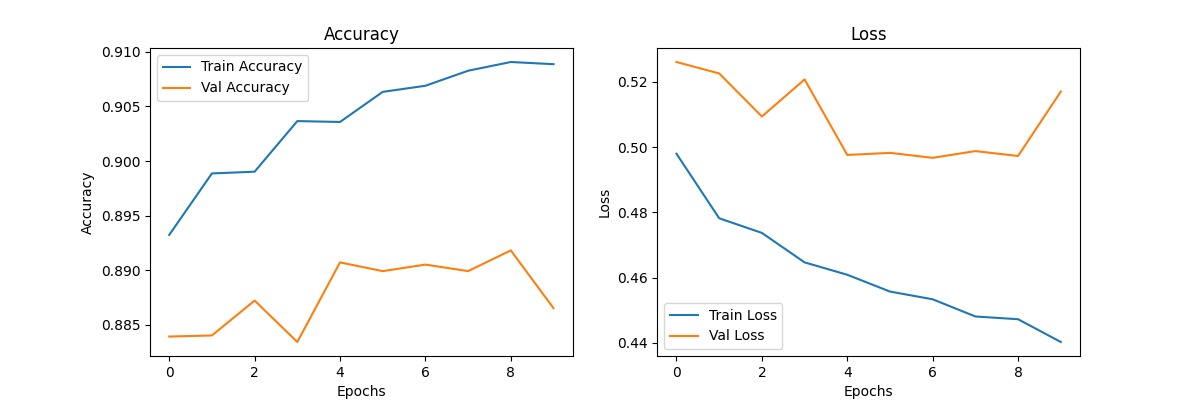 Accuracy
0.910
0.905
0.900
0.895
0.890
0.885
Accuracy
Train Accuracy
Val Accuracy
0 2 4 6 8
Epochs
Loss
0.52
0.50
0.48
0.46
0.44
Loss
Train Loss
Val Loss
0 2 4 6 8
Epochs